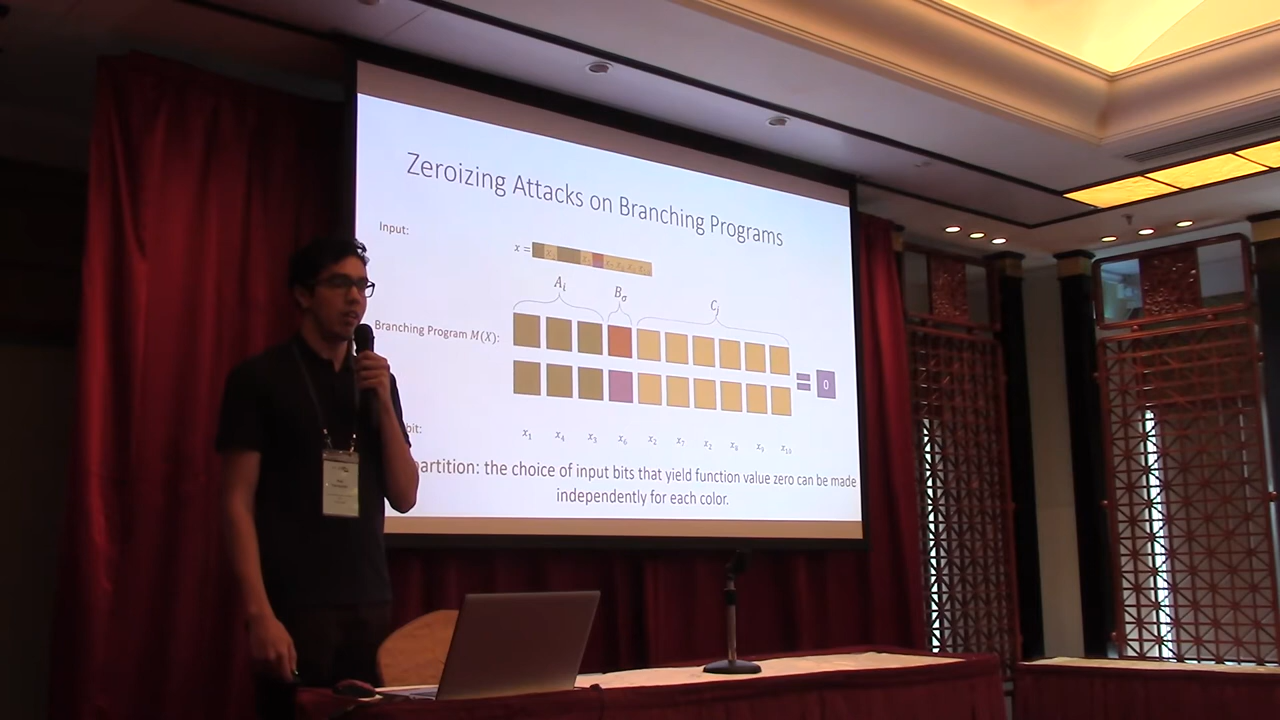 Zeroizing Attacks on Branching Programs
Input:
x =
A_i B_σ C_j
Branching Program M(X):
= 0
bit:
x_1 x_4 x_3 x_6 x_2 x_7 x_2 x_8 x_9 x_10
partition: the choice of input bits that yield function value zero can be made
independently for each color.